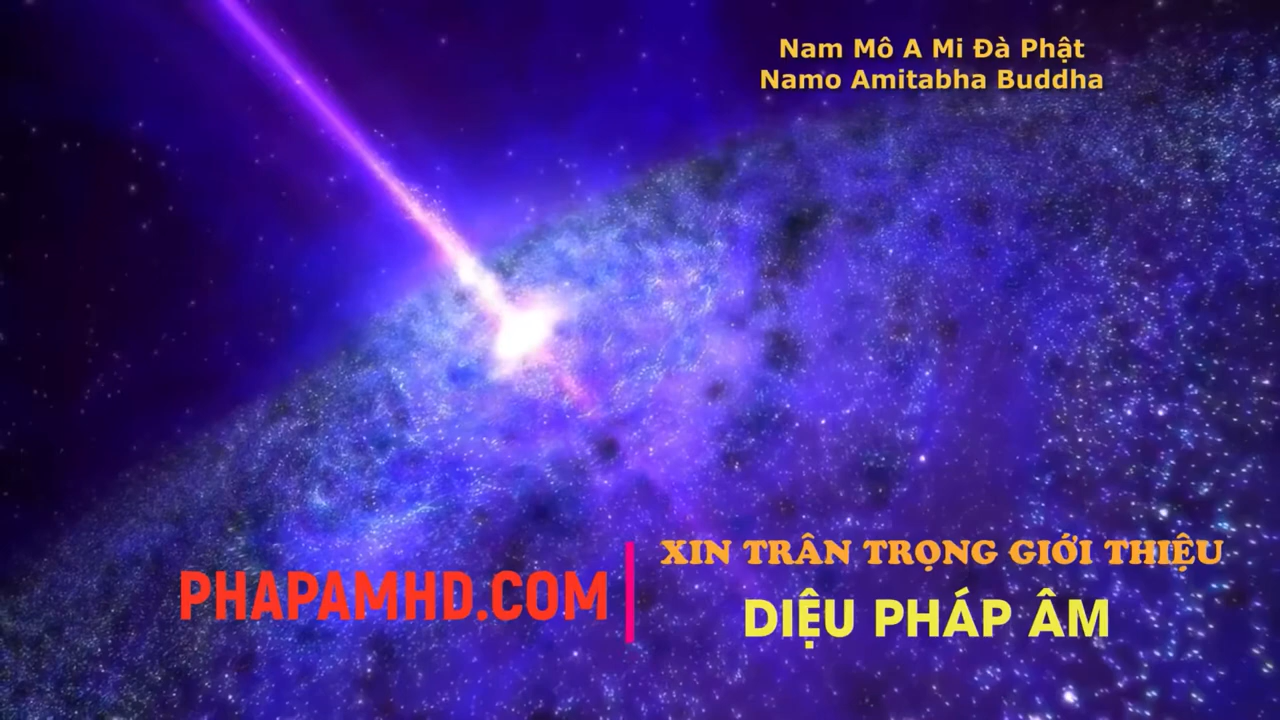 Nam Mô A Mi Đà Phật
Namo Amitabha Buddha
PHAPAMHD.COM
XIN TRÂN TRỌNG GIỚI THIỆU
DIỆU PHÁP ÂM